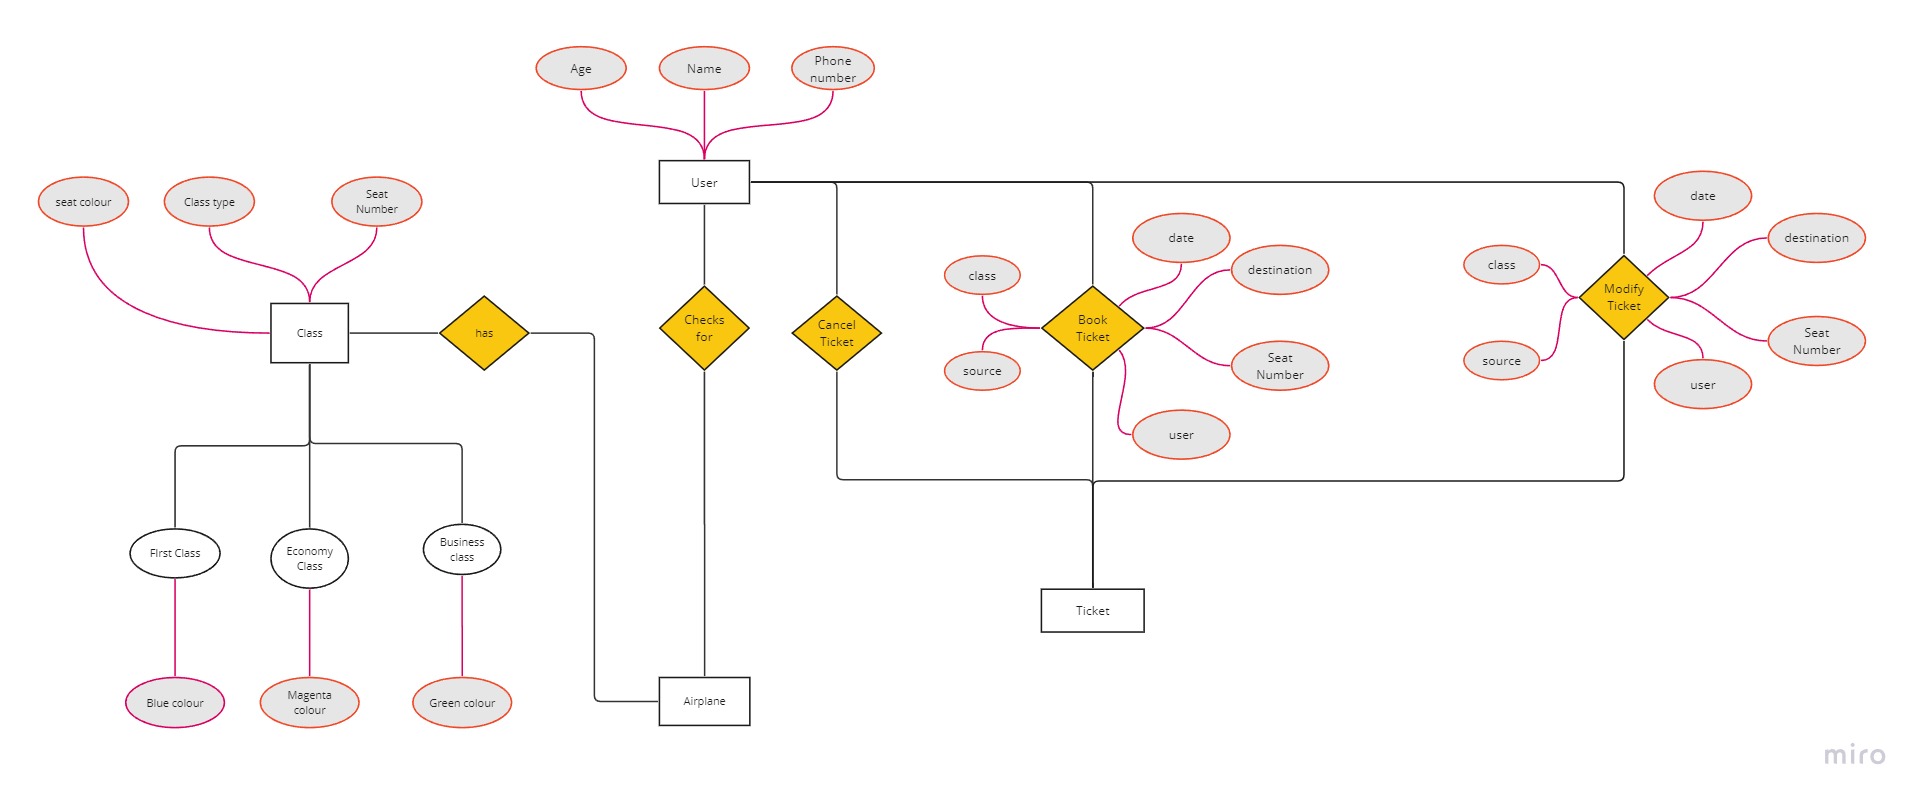 Age
Name
Phone
number
User
seat colour
Class type
Seat
Number
Class
has
Checks
for
Cancel
Ticket
class
source
Book
Ticket
date
destination
Seat
Number
user
class
source
Modify
Ticket
date
destination
Seat
Number
user
FIrst Class
Economy
Class
Business
class
Blue colour
Magenta
colour
Green colour
Airplane
Ticket
miro